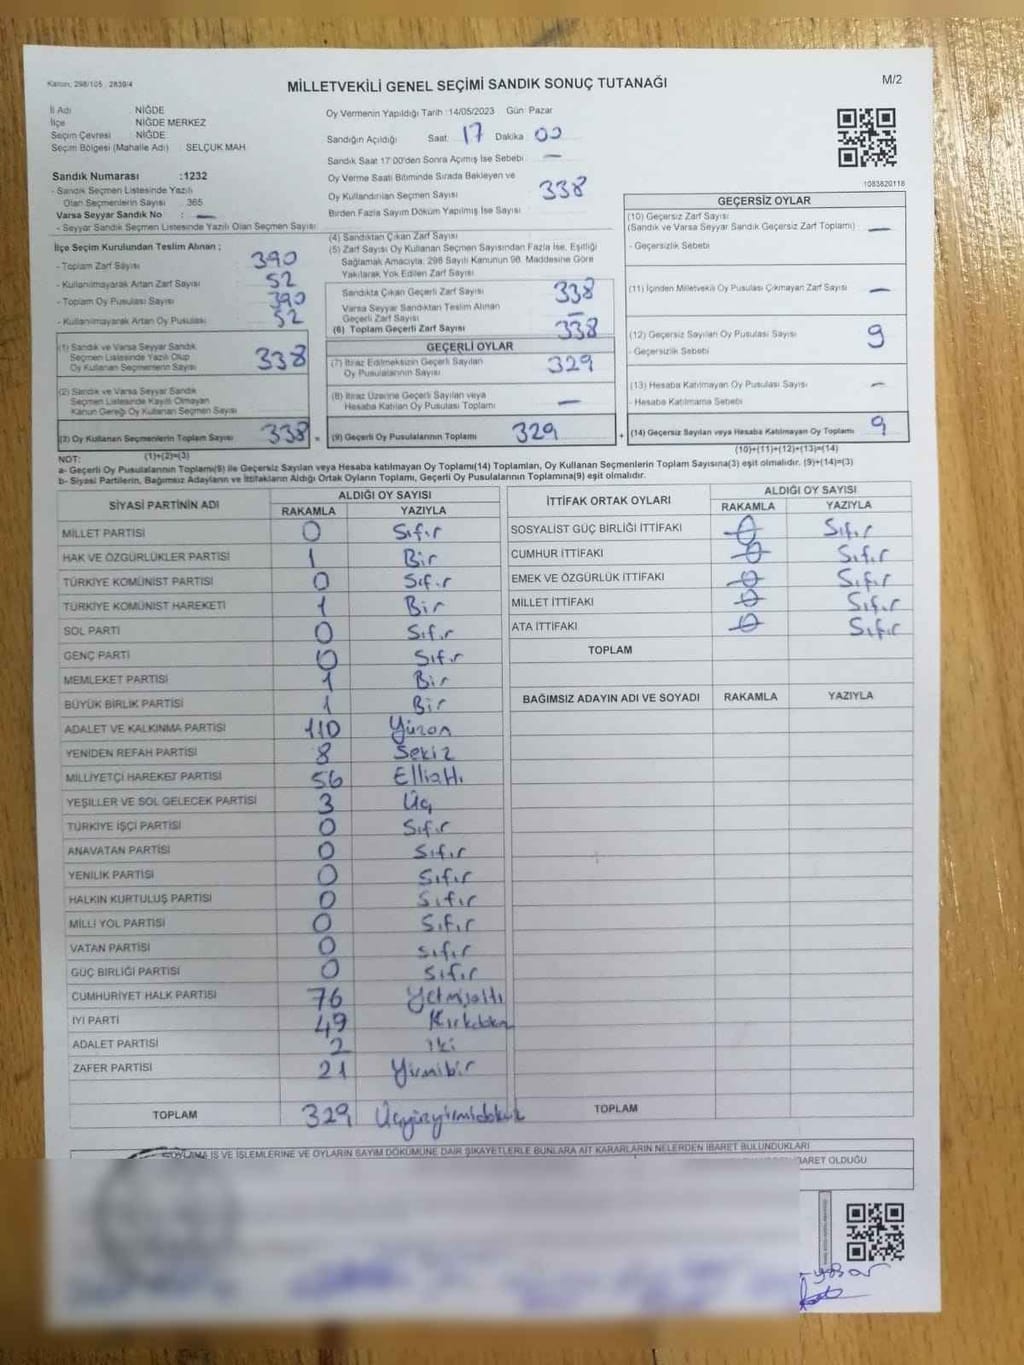 Kanun; 298/105 , 2839/4
MİLLETVEKİLİ GENEL SEÇİMİ SANDIK SONUÇ TUTANAĞI
M/2
İl Adı NİĞDE
İlçe NİĞDE MERKEZ
Seçim Çevresi NİĞDE
Seçim Bölgesi (Mahalle Adı) SELÇUK MAH
Sandık Numarası :1232
- Sandık Seçmen Listesinde Yazılı
Olan Seçmenlerin Sayısı 365
Varsa Seyyar Sandık No : —
- Seyyar Sandık Seçmen Listesinde Yazılı Olan Seçmen Sayısı
Oy Vermenin Yapıldığı Tarih :14/05/2023 Gün Pazar
Sandığın Açıldığı Saat 17 Dakika 00
Sandık Saat 17:00'den Sonra Açımış İse Sebebi —
Oy Verme Saati Bitiminde Sırada Bekleyen ve
Oy Kullandırılan Seçmen Sayısı 338
Birden Fazla Sayım Döküm Yapılmış İse Sayısı
1083820118
İlçe Seçim Kurulundan Teslim Alınan ;
- Toplam Zarf Sayısı 390
- Kullanılmayarak Artan Zarf Sayısı 52
- Toplam Oy Pusulası Sayısı 390
- Kullanılmayarak Artan Oy Pusulası 52
(1) Sandık ve Varsa Seyyar Sandık
Seçmen Listesinde Yazılı Olup
Oy Kullanan Seçmenlerin Sayısı 338
(2) Sandık ve Varsa Seyyar Sandık
Seçmen Listesinde Kayıtlı Olmayan
Kanun Gereği Oy Kullanan Seçmen Sayısı
(3) Oy Kullanan Seçmenlerin Toplam Sayısı 338 =
(1)+(2)=(3)
(4) Sandıktan Çıkan Zarf Sayısı
(5) Zarf Sayısı Oy Kullanan Seçmen Sayısından Fazla İse, Eşitliği
Sağlamak Amacıyla; 298 Sayılı Kanunun 98. Maddesine Göre
Yakılarak Yok Edilen Zarf Sayısı
Sandıkta Çıkan Geçerli Zarf Sayısı 338
Varsa Seyyar Sandıktan Teslim Alınan
Geçerli Zarf Sayısı —
(6) Toplam Geçerli Zarf Sayısı 338
GEÇERLİ OYLAR
(7) İtiraz Edilmeksizin Geçerli Sayılan
Oy Pusulalarının Sayısı 329
(8) İtiraz Üzerine Geçerli Sayılan veya
Hesaba Katılan Oy Pusulası Toplamı —
(9) Geçerli Oy Pusulalarının Toplamı 329 +
GEÇERSİZ OYLAR
(10) Geçersiz Zarf Sayısı
(Sandık ve Varsa Seyyar Sandık Geçersiz Zarf Toplamı) —
- Geçersizlik Sebebi
(11) İçinden Milletvekili Oy Pusulası Çıkmayan Zarf Sayısı —
(12) Geçersiz Sayılan Oy Pusulası Sayısı 9
- Geçersizlik Sebebi
(13) Hesaba Katılmayan Oy Pusulası Sayısı —
- Hesaba Katılmama Sebebi
(14) Geçersiz Sayılan veya Hesaba Katılmayan Oy Toplamı 9
(10)+(11)+(12)+(13)=(14)
NOT:
a- Geçerli Oy Pusulalarının Toplamı(9) ile Geçersiz Sayılan veya Hesaba katılmayan Oy Toplamı(14) Toplamları, Oy Kullanan Seçmenlerin Toplam Sayısına(3) eşit olmalıdır. (9)+(14)=(3)
b- Siyasi Partilerin, Bağımsız Adayların ve İttifakların Aldığı Ortak Oyların Toplamı, Geçerli Oy Pusulalarının Toplamına(9) eşit olmalıdır.
SİYASİ PARTİNİN ADI ALDIĞI OY SAYISI
RAKAMLA YAZIYLA
MİLLET PARTİSİ 0 Sıfır
HAK VE ÖZGÜRLÜKLER PARTİSİ 1 Bir
TÜRKİYE KOMÜNİST PARTİSİ 0 Sıfır
TÜRKİYE KOMÜNİST HAREKETİ 1 Bir
SOL PARTİ 0 Sıfır
GENÇ PARTİ 0 Sıfır
MEMLEKET PARTİSİ 1 Bir
BÜYÜK BİRLİK PARTİSİ 1 Bir
ADALET VE KALKINMA PARTİSİ 110 Yüzon
YENİDEN REFAH PARTİSİ 8 Sekiz
MİLLİYETÇİ HAREKET PARTİSİ 56 Ellialtı
YEŞİLLER VE SOL GELECEK PARTİSİ 3 Üç
TÜRKİYE İŞÇİ PARTİSİ 0 Sıfır
ANAVATAN PARTİSİ 0 Sıfır
YENİLİK PARTİSİ 0 Sıfır
HALKIN KURTULUŞ PARTİSİ 0 Sıfır
MİLLİ YOL PARTİSİ 0 Sıfır
VATAN PARTİSİ 0 Sıfır
GÜÇ BİRLİĞİ PARTİSİ 0 Sıfır
CUMHURİYET HALK PARTİSİ 76 Yetmişaltı
İYİ PARTİ 49 Kırkdokuz
ADALET PARTİSİ 2 iki
ZAFER PARTİSİ 21 Yirmibir
TOPLAM 329 Üçyüzyirmidokuz
İTTİFAK ORTAK OYLARI ALDIĞI OY SAYISI
RAKAMLA YAZIYLA
SOSYALİST GÜÇ BİRLİĞİ İTTİFAKI 0 Sıfır
CUMHUR İTTİFAKI 0 Sıfır
EMEK VE ÖZGÜRLÜK İTTİFAKI 0 Sıfır
MİLLET İTTİFAKI 0 Sıfır
ATA İTTİFAKI 0 Sıfır
TOPLAM
BAĞIMSIZ ADAYIN ADI VE SOYADI RAKAMLA YAZIYLA
TOPLAM
İŞ VE İŞLEMLERİNE VE OYLARIN SAYIM DÖKÜMÜNE DAİR ŞİKAYETLERLE BUNLARA AİT KARARLARIN NELERDEN İBARET BULUNDUKLARI
BARET OLDUĞU